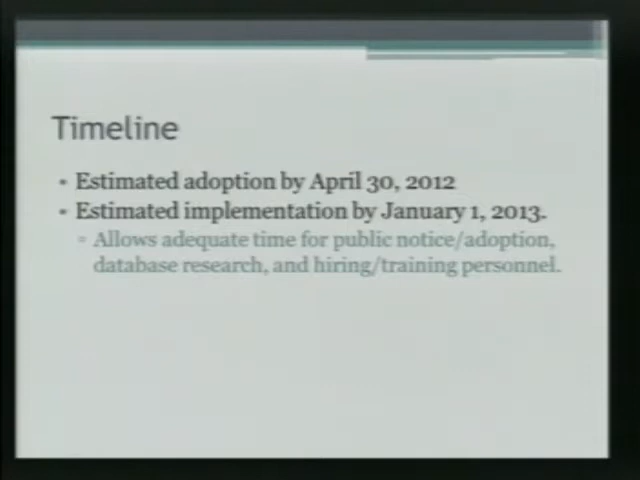 Timeline
• Estimated adoption by April 30, 2012
• Estimated implementation by January 1, 2013.
▫ Allows adequate time for public notice/adoption,
database research, and hiring/training personnel.